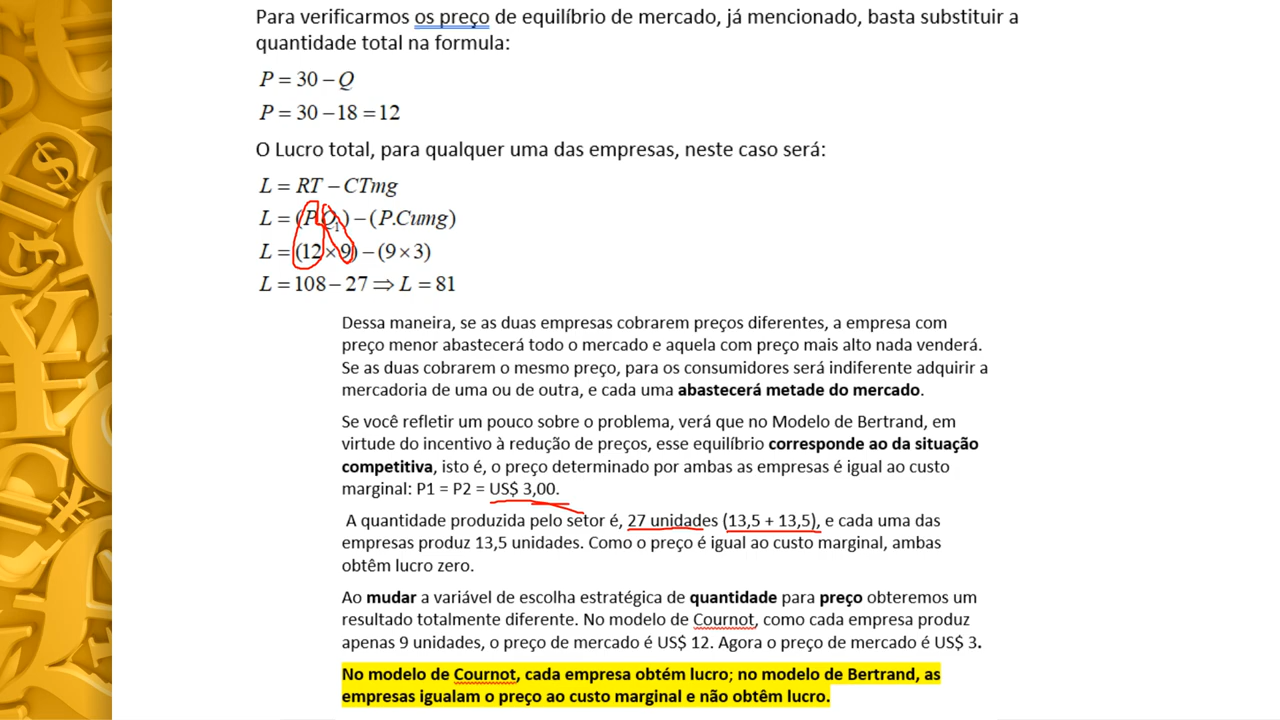 Para verificarmos os preço de equilíbrio de mercado, já mencionado, basta substituir a
quantidade total na formula:
P = 30 – Q
P = 30 – 18 = 12
O Lucro total, para qualquer uma das empresas, neste caso será:
L = RT – CTmg
L = (P.Q₁) – (P.Cumg)
L = (12 × 9) – (9 × 3)
L = 108 – 27 ⇒ L = 81
Dessa maneira, se as duas empresas cobrarem preços diferentes, a empresa com
preço menor abastecerá todo o mercado e aquela com preço mais alto nada venderá.
Se as duas cobrarem o mesmo preço, para os consumidores será indiferente adquirir a
mercadoria de uma ou de outra, e cada uma abastecerá metade do mercado.
Se você refletir um pouco sobre o problema, verá que no Modelo de Bertrand, em
virtude do incentivo à redução de preços, esse equilíbrio corresponde ao da situação
competitiva, isto é, o preço determinado por ambas as empresas é igual ao custo
marginal: P1 = P2 = US$ 3,00.
A quantidade produzida pelo setor é, 27 unidades (13,5 + 13,5), e cada uma das
empresas produz 13,5 unidades. Como o preço é igual ao custo marginal, ambas
obtêm lucro zero.
Ao mudar a variável de escolha estratégica de quantidade para preço obteremos um
resultado totalmente diferente. No modelo de Cournot, como cada empresa produz
apenas 9 unidades, o preço de mercado é US$ 12. Agora o preço de mercado é US$ 3.
No modelo de Cournot, cada empresa obtém lucro; no modelo de Bertrand, as
empresas igualam o preço ao custo marginal e não obtêm lucro.